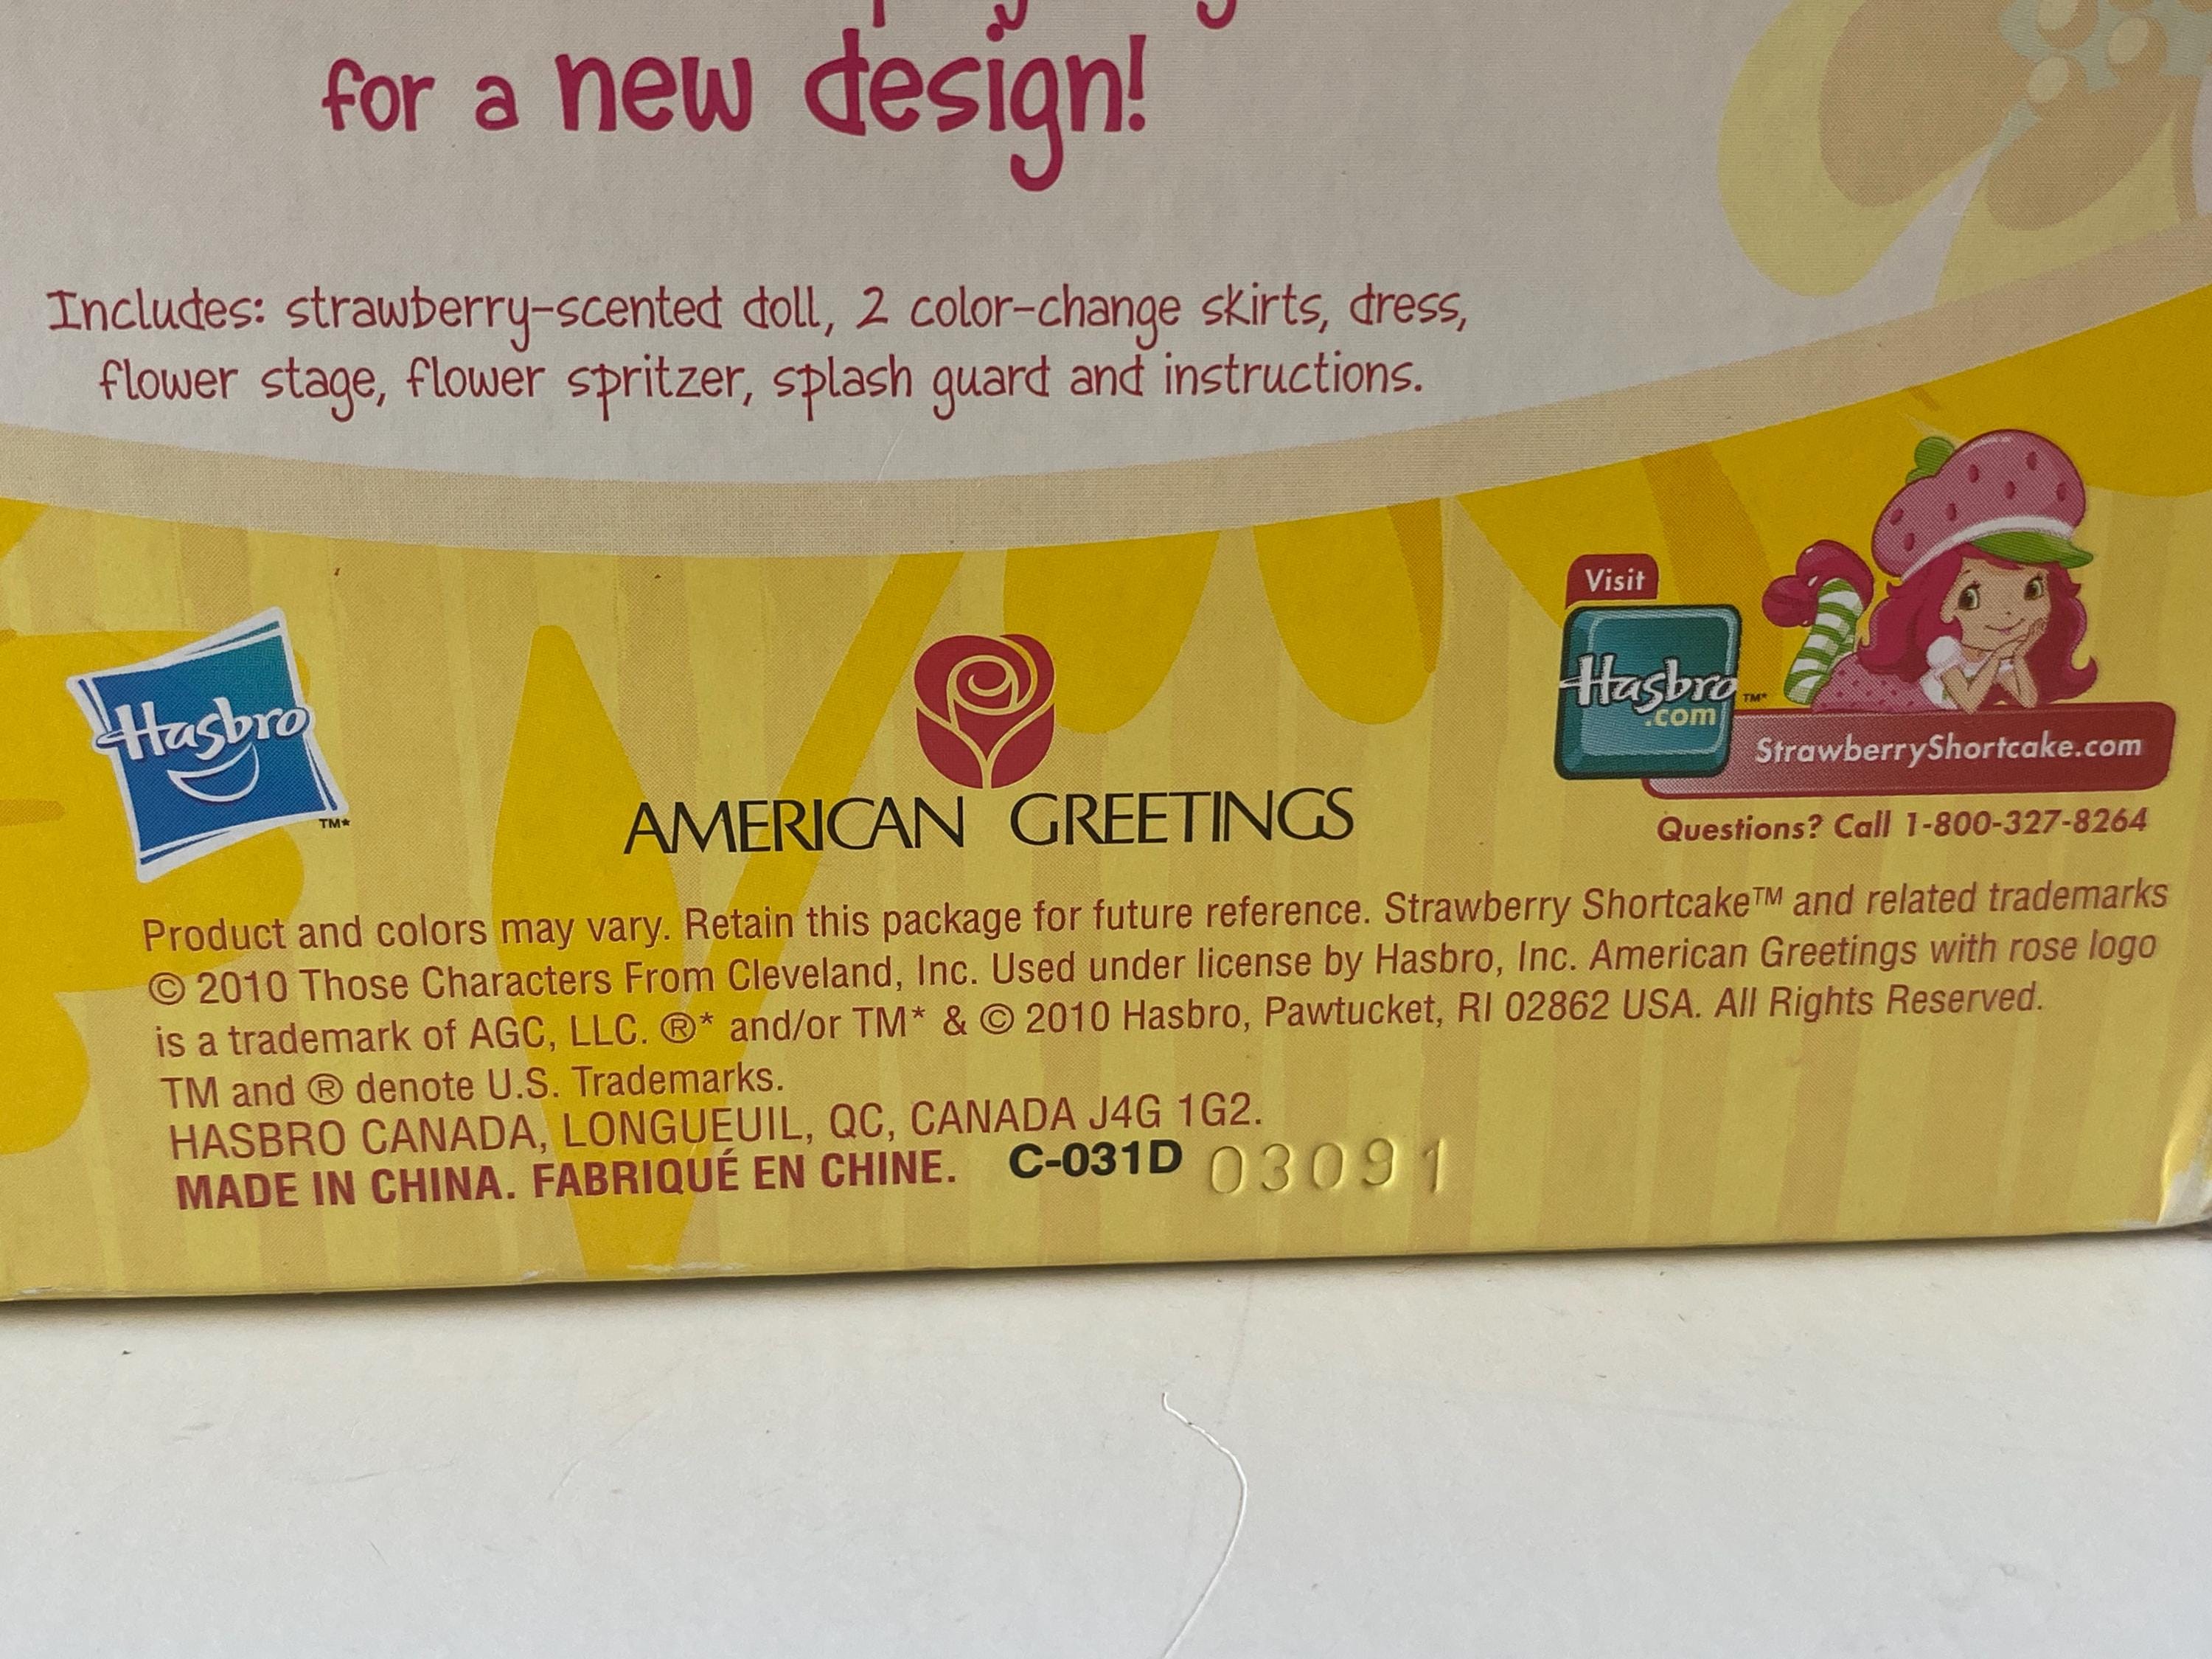 for a new design!
Includes: strawberry-scented doll, 2 color-change skirts, dress,
flower stage, flower spritzer, splash guard and instructions.
Hasbro
TM*
AMERICAN GREETINGS
Visit
Hasbro
.com
TM*
StrawberryShortcake.com
Questions? Call 1-800-327-8264
Product and colors may vary. Retain this package for future reference. Strawberry Shortcake™ and related trademarks
© 2010 Those Characters From Cleveland, Inc. Used under license by Hasbro, Inc. American Greetings with rose logo
is a trademark of AGC, LLC. ®* and/or TM* & © 2010 Hasbro, Pawtucket, RI 02862 USA. All Rights Reserved.
TM and ® denote U.S. Trademarks.
HASBRO CANADA, LONGUEUIL, QC, CANADA J4G 1G2.
MADE IN CHINA. FABRIQUÉ EN CHINE. C-031D 03091